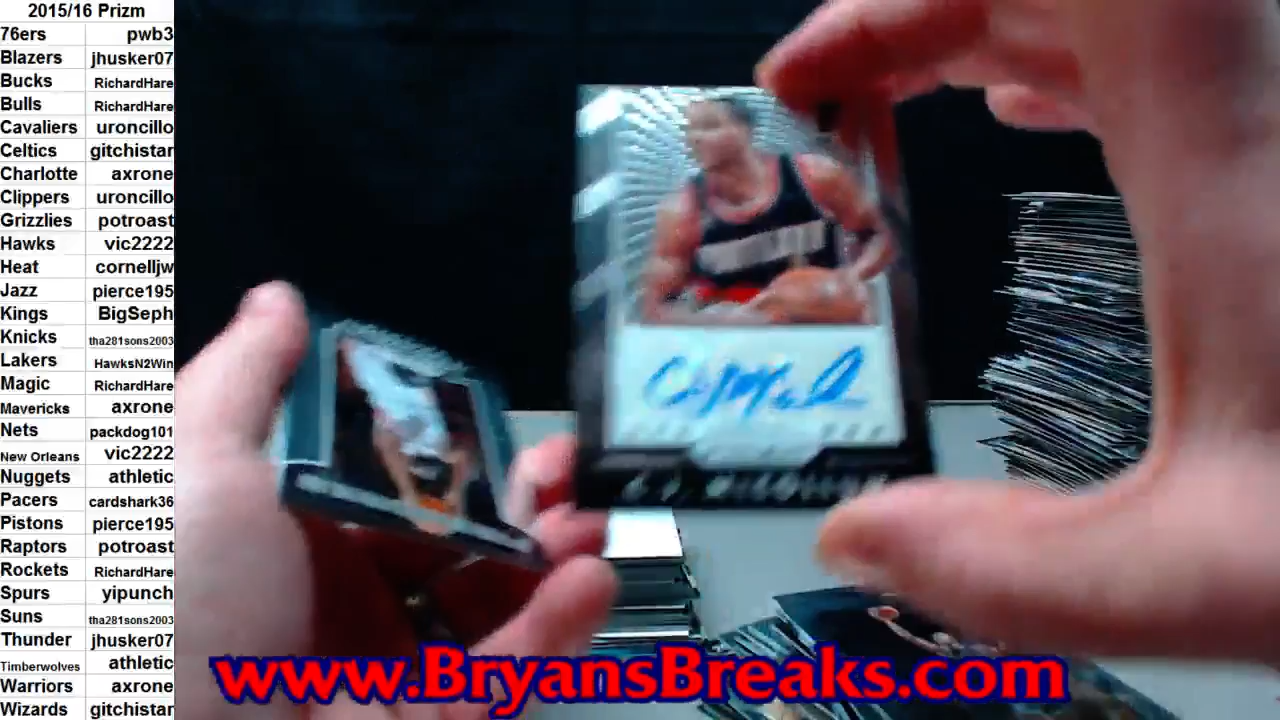 2015/16 Prizm
76ers pwb3
Blazers jhusker07
Bucks RichardHare
Bulls RichardHare
Cavaliers uroncillo
Celtics gitchistar
Charlotte axrone
Clippers uroncillo
Grizzlies potroast
Hawks vic2222
Heat cornelljw
Jazz pierce195
Kings BigSeph
Knicks tha281sons2003
Lakers HawksN2Win
Magic RichardHare
Mavericks axrone
Nets packdog101
New Orleans vic2222
Nuggets athletic
Pacers cardshark36
Pistons pierce195
Raptors potroast
Rockets RichardHare
Spurs yipunch
Suns tha281sons2003
Thunder jhusker07
Timberwolves athletic
Warriors axrone
Wizards gitchistar
www.BryansBreaks.com